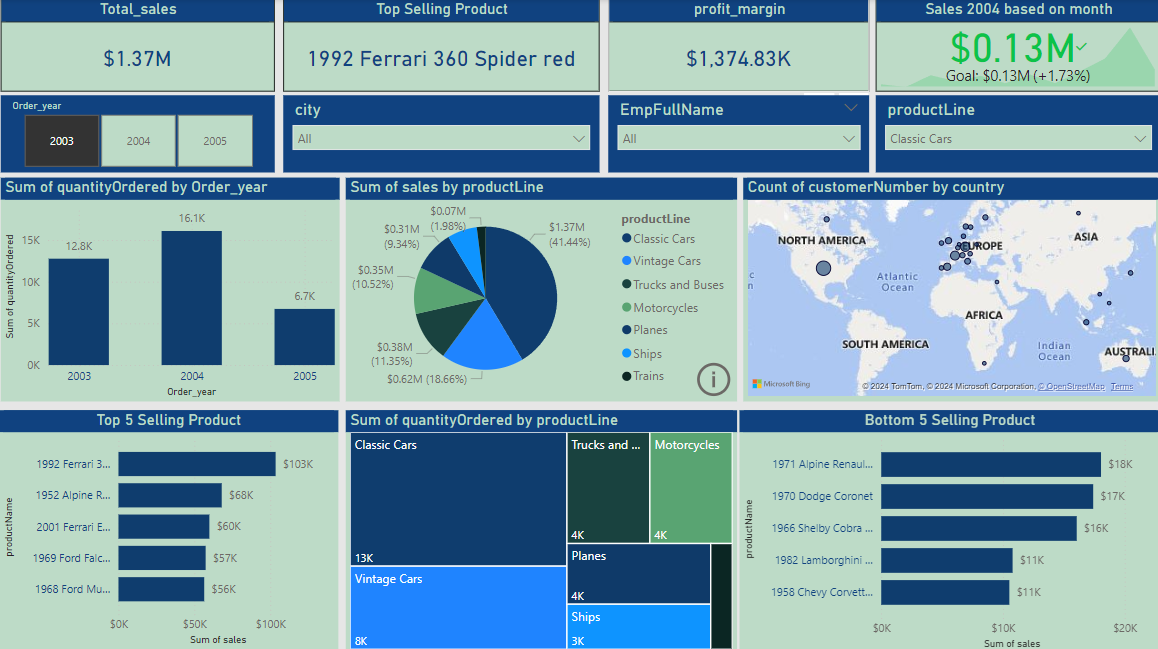 Total_sales
$1.37M
Top Selling Product
1992 Ferrari 360 Spider red
profit_margin
$1,374.83K
Sales 2004 based on month
$0.13M
Goal: $0.13M (+1.73%)
Order_year
2003
2004
2005
city
All
EmpFullName
All
productLine
Classic Cars
Sum of quantityOrdered by Order_year
Sum of quantityOrdered
15K
10K
5K
0K
12.8K
16.1K
6.7K
2003
2004
2005
Order_year
Sum of sales by productLine
$1.37M
(41.44%)
$0.62M (18.66%)
$0.38M
(11.35%)
$0.35M
(10.52%)
$0.31M
(9.34%)
$0.07M
(1.98%)
productLine
Classic Cars
Vintage Cars
Trucks and Buses
Motorcycles
Planes
Ships
Trains
Count of customerNumber by country
NORTH AMERICA
EUROPE
ASIA
Atlantic
Ocean
AFRICA
SOUTH AMERICA
Indian
Ocean
AUSTRALI
Microsoft Bing
© 2024 TomTom, © 2024 Microsoft Corporation, © OpenStreetMap Terms
Top 5 Selling Product
productName
1992 Ferrari 3...
$103K
1952 Alpine R...
$68K
2001 Ferrari E...
$60K
1969 Ford Falc...
$57K
1968 Ford Mu...
$56K
$0K
$50K
$100K
Sum of sales
Sum of quantityOrdered by productLine
Classic Cars
13K
Vintage Cars
8K
Trucks and ...
4K
Motorcycles
4K
Planes
4K
Ships
3K
Bottom 5 Selling Product
productName
1971 Alpine Renaul...
$18K
1970 Dodge Coronet
$17K
1966 Shelby Cobra ...
$16K
1982 Lamborghini ...
$11K
1958 Chevy Corvett...
$11K
$0K
$10K
$20K
Sum of sales